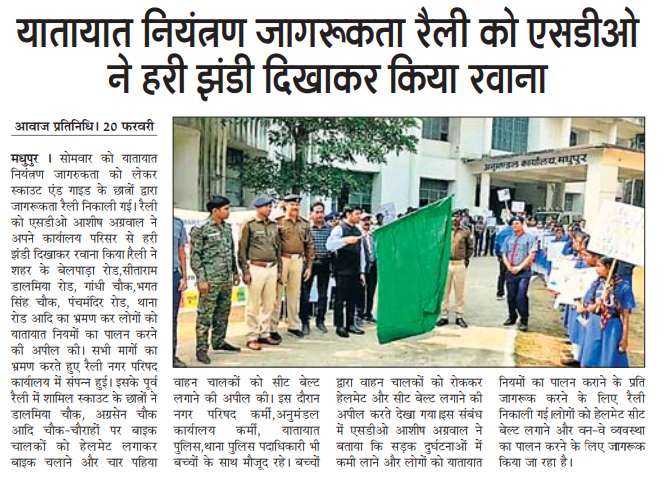 यातायात नियंत्रण जागरूकता रैली को एसडीओ
ने हरी झंडी दिखाकर किया रवाना
आवाज प्रतिनिधि। 20 फरवरी
मधुपुर । सोमवार को यातायात
नियंत्रण जागरुकता को लेकर
स्काउट एंड गाइड के छात्रों द्वारा
जागरूकता रैली निकाली गई। रैली
को एसडीओ आशीष अग्रवाल ने
अपने कार्यालय परिसर से हरी
झंडी दिखाकर रवाना किया।रैली ने
शहर के बेलपाड़ा रोड,सीताराम
डालमिया रोड, गांधी चौक,भगत
सिंह चौक, पंचमंदिर रोड, थाना
रोड आदि का भ्रमण कर लोगों को
यातायात नियमों का पालन करने
की अपील की। सभी मार्गो का
भ्रमण करते हुए रैली नगर परिषद
कार्यालय में संपन्न हुई। इसके पूर्व
रैली में शामिल स्काउट के छात्रों ने
डालमिया चौक, अग्रसेन चौक
आदि चौक-चौराहों पर बाइक
चालकों को हेलमेट लगाकर
बाइक चलाने और चार पहिया
अनुमण्डल कार्यालय, मधुपुर
वाहन चालकों को सीट बेल्ट
लगाने की अपील की। इस दौरान
नगर परिषद कर्मी,अनुमंडल
कार्यालय कर्मी, यातायात
पुलिस,थाना पुलिस पदाधिकारी भी
बच्चों के साथ मौजूद रहे। बच्चों
द्वारा वाहन चालकों को रोककर
हेलमेट और सीट बेल्ट लगाने की
अपील करते देखा गया।इस संबंध
में एसडीओ आशीष अग्रवाल ने
बताया कि सड़क दुर्घटनाओं में
कमी लाने और लोगों को यातायात
नियमों का पालन कराने के प्रति
जागरूक करने के लिए रैली
निकाली गई।लोगों को हेलमेट सीट
बेल्ट लगाने और वन-वे व्यवस्था
का पालन करने के लिए जागरूक
किया जा रहा है।